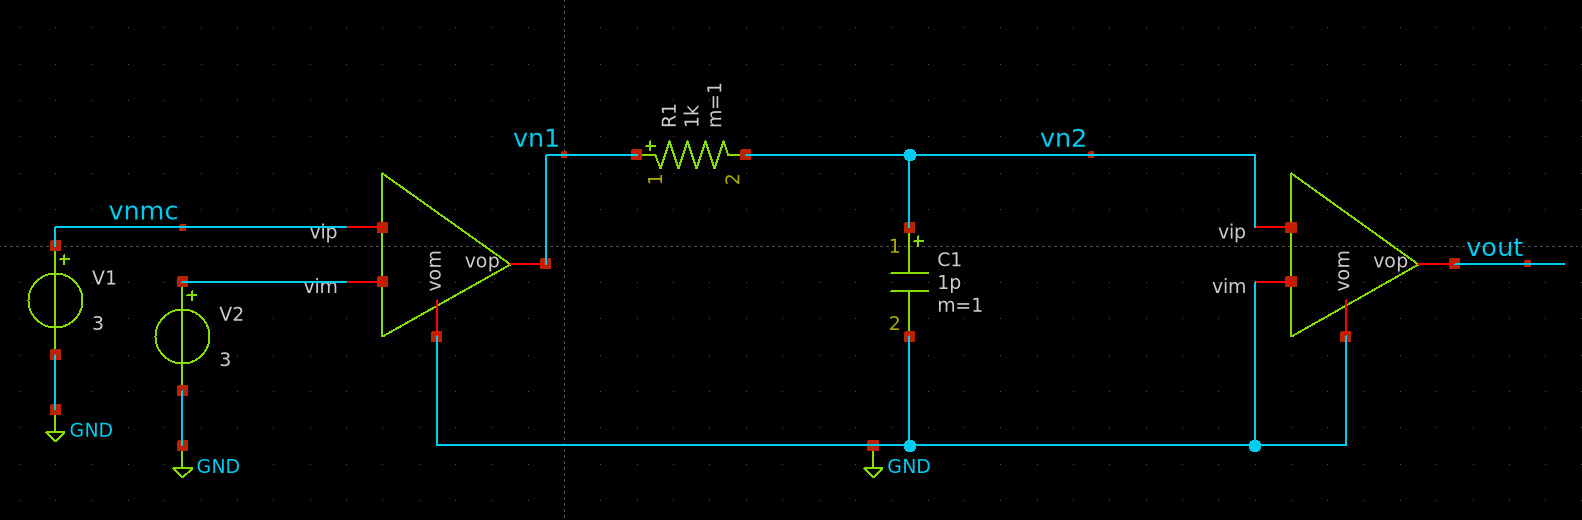 vnmc
V1
3
GND
V2
3
GND
vip
vim
vom
vop
vn1
R1
1k
m=1
+
1
2
vn2
1
+
C1
1p
m=1
2
GND
vip
vim
vom
vop
vout
+
+